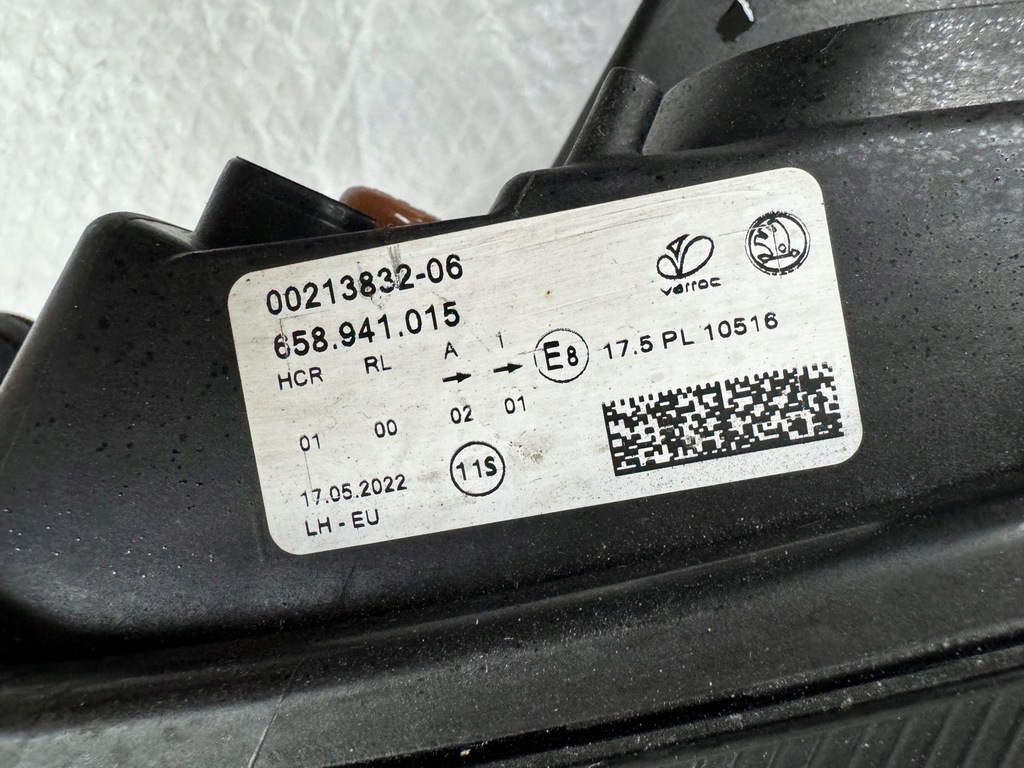 00213832-06
658.941.015
varroc
HCR RL A 1 E8 17.5 PL 10516
01 00 02 01
17.05.2022 11S
LH - EU